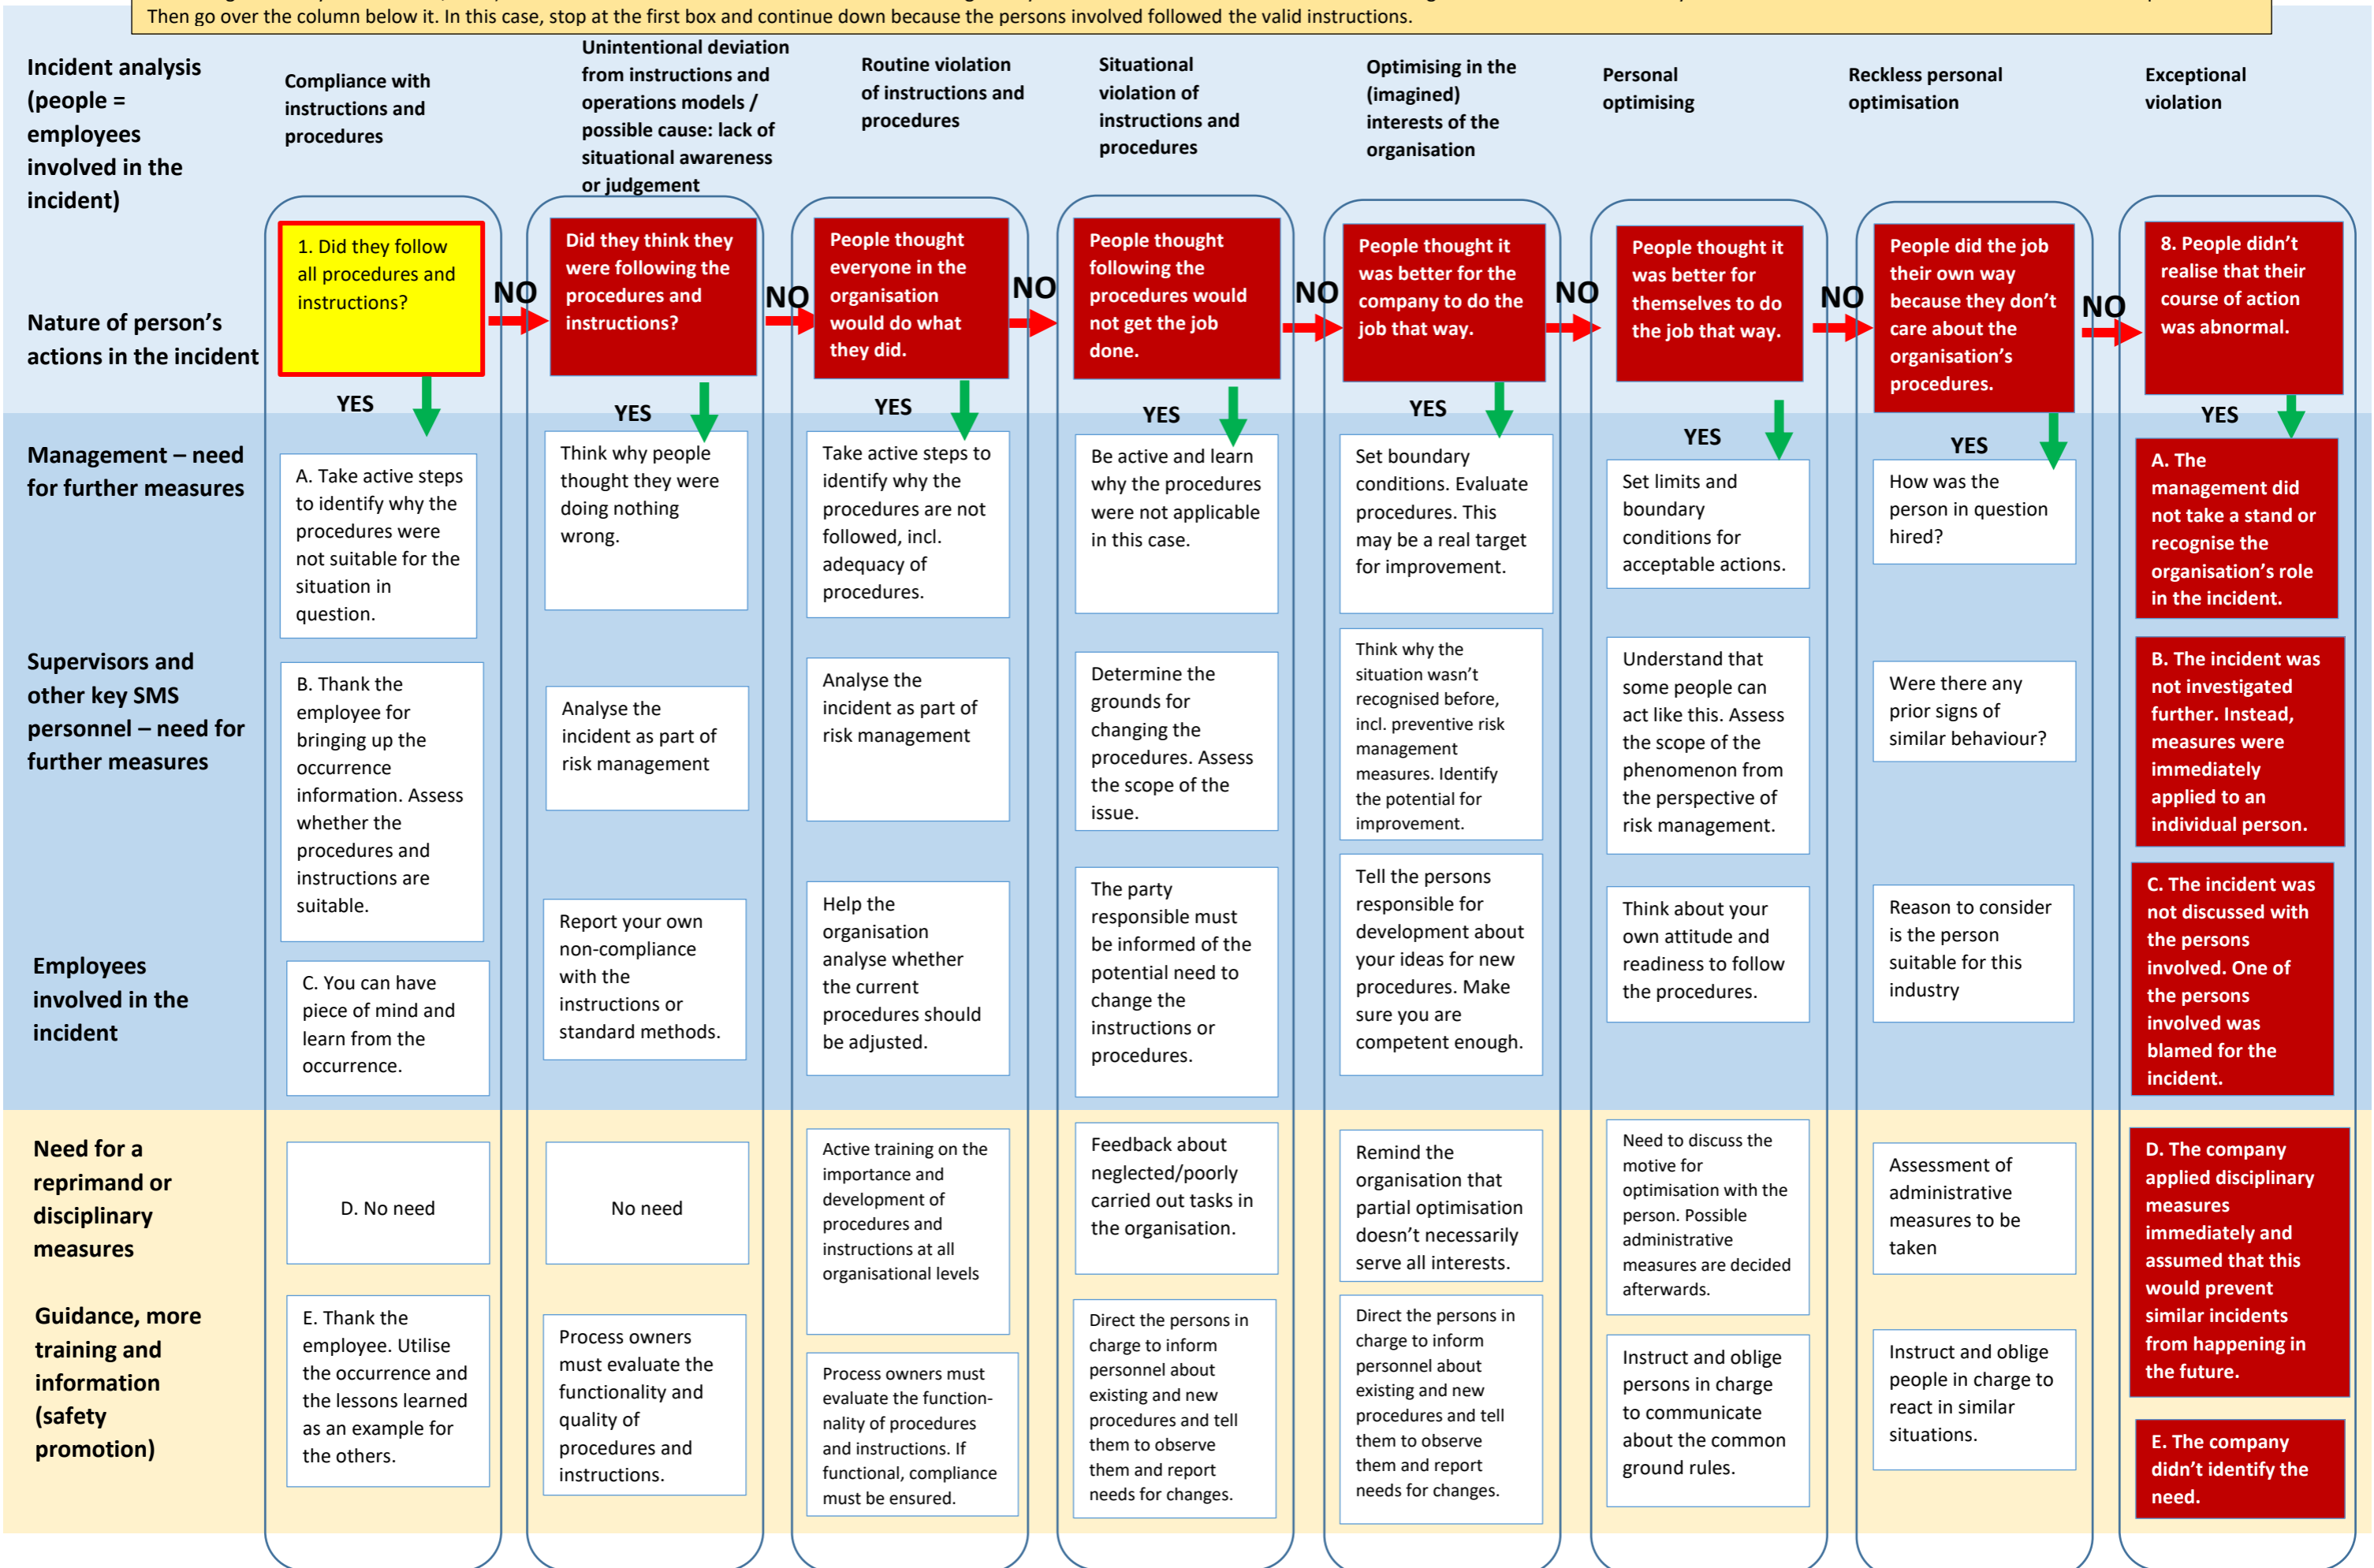 Then go over the column below it. In this case, stop at the first box and continue down because the persons involved followed the valid instructions.
Incident analysis
(people =
employees
involved in the
incident)
Compliance with
instructions and
procedures
Unintentional deviation
from instructions and
operations models /
possible cause: lack of
situational awareness
or judgement
Routine violation
of instructions and
procedures
Situational
violation of
instructions and
procedures
Optimising in the
(imagined)
interests of the
organisation
Personal
optimising
Reckless personal
optimisation
Exceptional
violation
Nature of person's
actions in the incident
1. Did they follow
all procedures and
instructions?
NO
Did they think they
were following the
procedures and
instructions?
NO
People thought
everyone in the
organisation
would do what
they did.
NO
People thought
following the
procedures would
not get the job
done.
NO
People thought it
was better for the
company to do the
job that way.
NO
People thought it
was better for
themselves to do
the job that way.
NO
People did the job
their own way
because they don't
care about the
organisation's
procedures.
NO
8. People didn't
realise that their
course of action
was abnormal.
YES
YES
YES
YES
YES
YES
YES
YES
Management – need
for further measures
A. Take active steps
to identify why the
procedures were
not suitable for the
situation in
question.
Think why people
thought they were
doing nothing
wrong.
Take active steps to
identify why the
procedures are not
followed, incl.
adequacy of
procedures.
Be active and learn
why the procedures
were not applicable
in this case.
Set boundary
conditions. Evaluate
procedures. This
may be a real target
for improvement.
Set limits and
boundary
conditions for
acceptable actions.
How was the
person in question
hired?
A. The
management did
not take a stand or
recognise the
organisation's role
in the incident.
Supervisors and
other key SMS
personnel – need for
further measures
B. Thank the
employee for
bringing up the
occurrence
information. Assess
whether the
procedures and
instructions are
suitable.
Analyse the
incident as part of
risk management
Analyse the
incident as part of
risk management
Determine the
grounds for
changing the
procedures. Assess
the scope of the
issue.
Think why the
situation wasn't
recognised before,
incl. preventive risk
management
measures. Identify
the potential for
improvement.
Understand that
some people can
act like this. Assess
the scope of the
phenomenon from
the perspective of
risk management.
Were there any
prior signs of
similar behaviour?
B. The incident was
not investigated
further. Instead,
measures were
immediately
applied to an
individual person.
Employees
involved in the
incident
C. You can have
piece of mind and
learn from the
occurrence.
Report your own
non-compliance
with the
instructions or
standard methods.
Help the
organisation
analyse whether
the current
procedures should
be adjusted.
The party
responsible must
be informed of the
potential need to
change the
instructions or
procedures.
Tell the persons
responsible for
development about
your ideas for new
procedures. Make
sure you are
competent enough.
Think about your
own attitude and
readiness to follow
the procedures.
Reason to consider
is the person
suitable for this
industry
C. The incident was
not discussed with
the persons
involved. One of
the persons
involved was
blamed for the
incident.
Need for a
reprimand or
disciplinary
measures
D. No need
No need
Active training on the
importance and
development of
procedures and
instructions at all
organisational levels
Feedback about
neglected/poorly
carried out tasks in
the organisation.
Remind the
organisation that
partial optimisation
doesn't necessarily
serve all interests.
Need to discuss the
motive for
optimisation with the
person. Possible
administrative
measures are decided
afterwards.
Assessment of
administrative
measures to be
taken
D. The company
applied disciplinary
measures
immediately and
assumed that this
would prevent
similar incidents
from happening in
the future.
Guidance, more
training and
information
(safety
promotion)
E. Thank the
employee. Utilise
the occurrence and
the lessons learned
as an example for
the others.
Process owners
must evaluate the
functionality and
quality of
procedures and
instructions.
Process owners must
evaluate the function-
nality of procedures
and instructions. If
functional, compliance
must be ensured.
Direct the persons in
charge to inform
personnel about
existing and new
procedures and tell
them to observe
them and report
needs for changes.
Direct the persons in
charge to inform
personnel about
existing and new
procedures and tell
them to observe
them and report
needs for changes.
Instruct and oblige
persons in charge
to communicate
about the common
ground rules.
Instruct and oblige
people in charge to
react in similar
situations.
E. The company
didn't identify the
need.